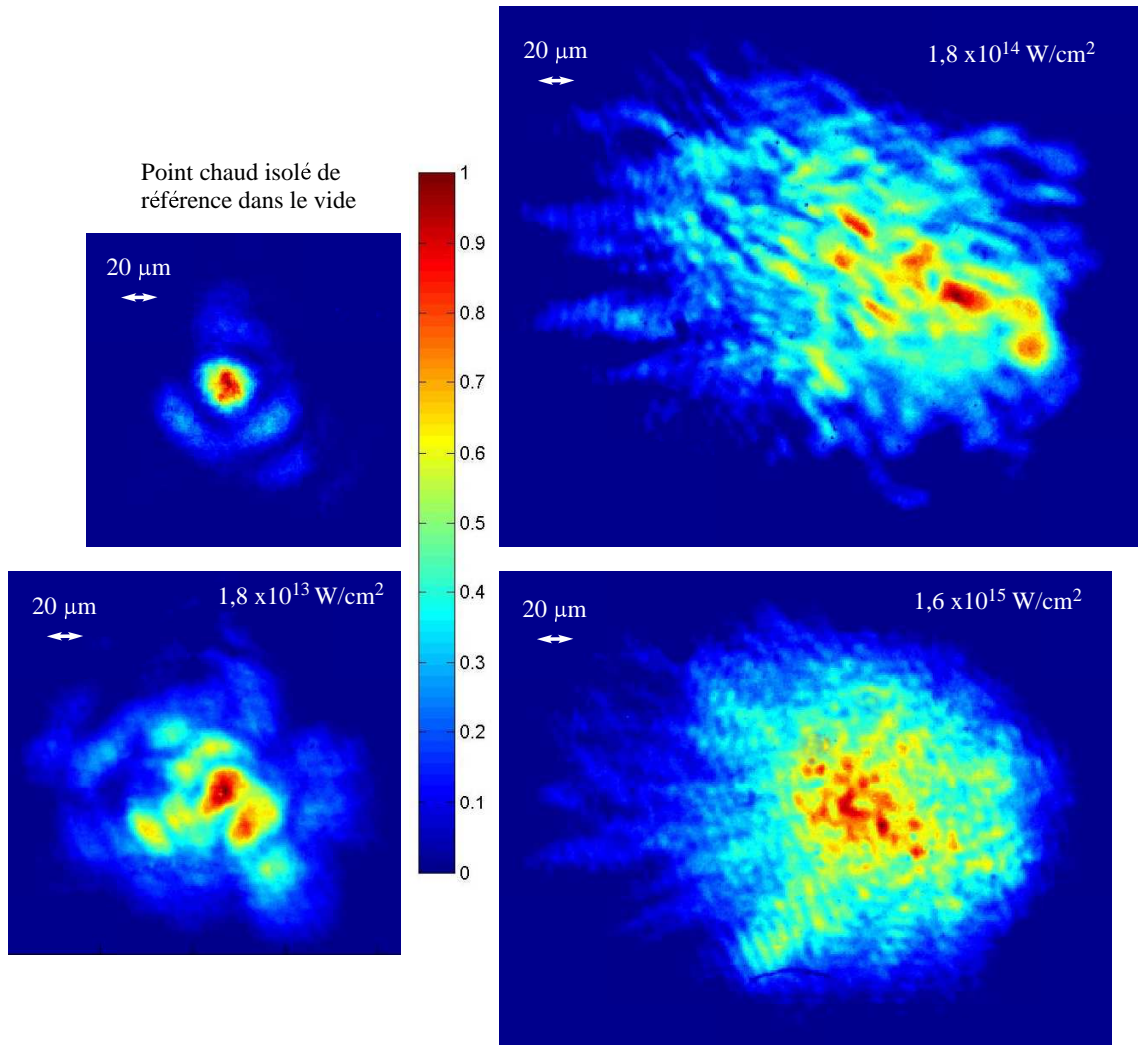 Point chaud isolé de
référence dans le vide
20 μm
1
0.9
0.8
0.7
0.6
0.5
0.4
0.3
0.2
0.1
0
20 μm
1,8 x10¹⁴ W/cm²
20 μm
1,8 x10¹³ W/cm²
20 μm
1,6 x10¹⁵ W/cm²